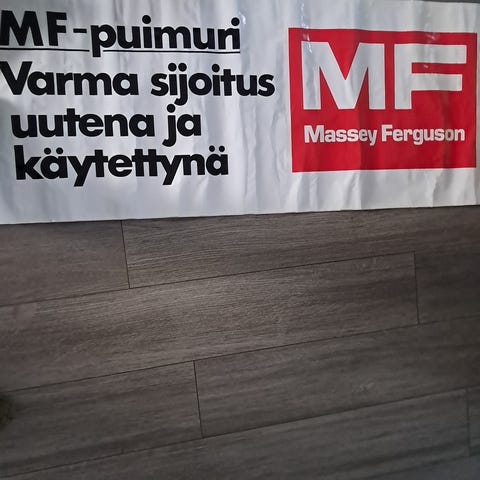 MF-puimuri
Varma sijoitus
uutena ja
käytettynä
MF
Massey Ferguson